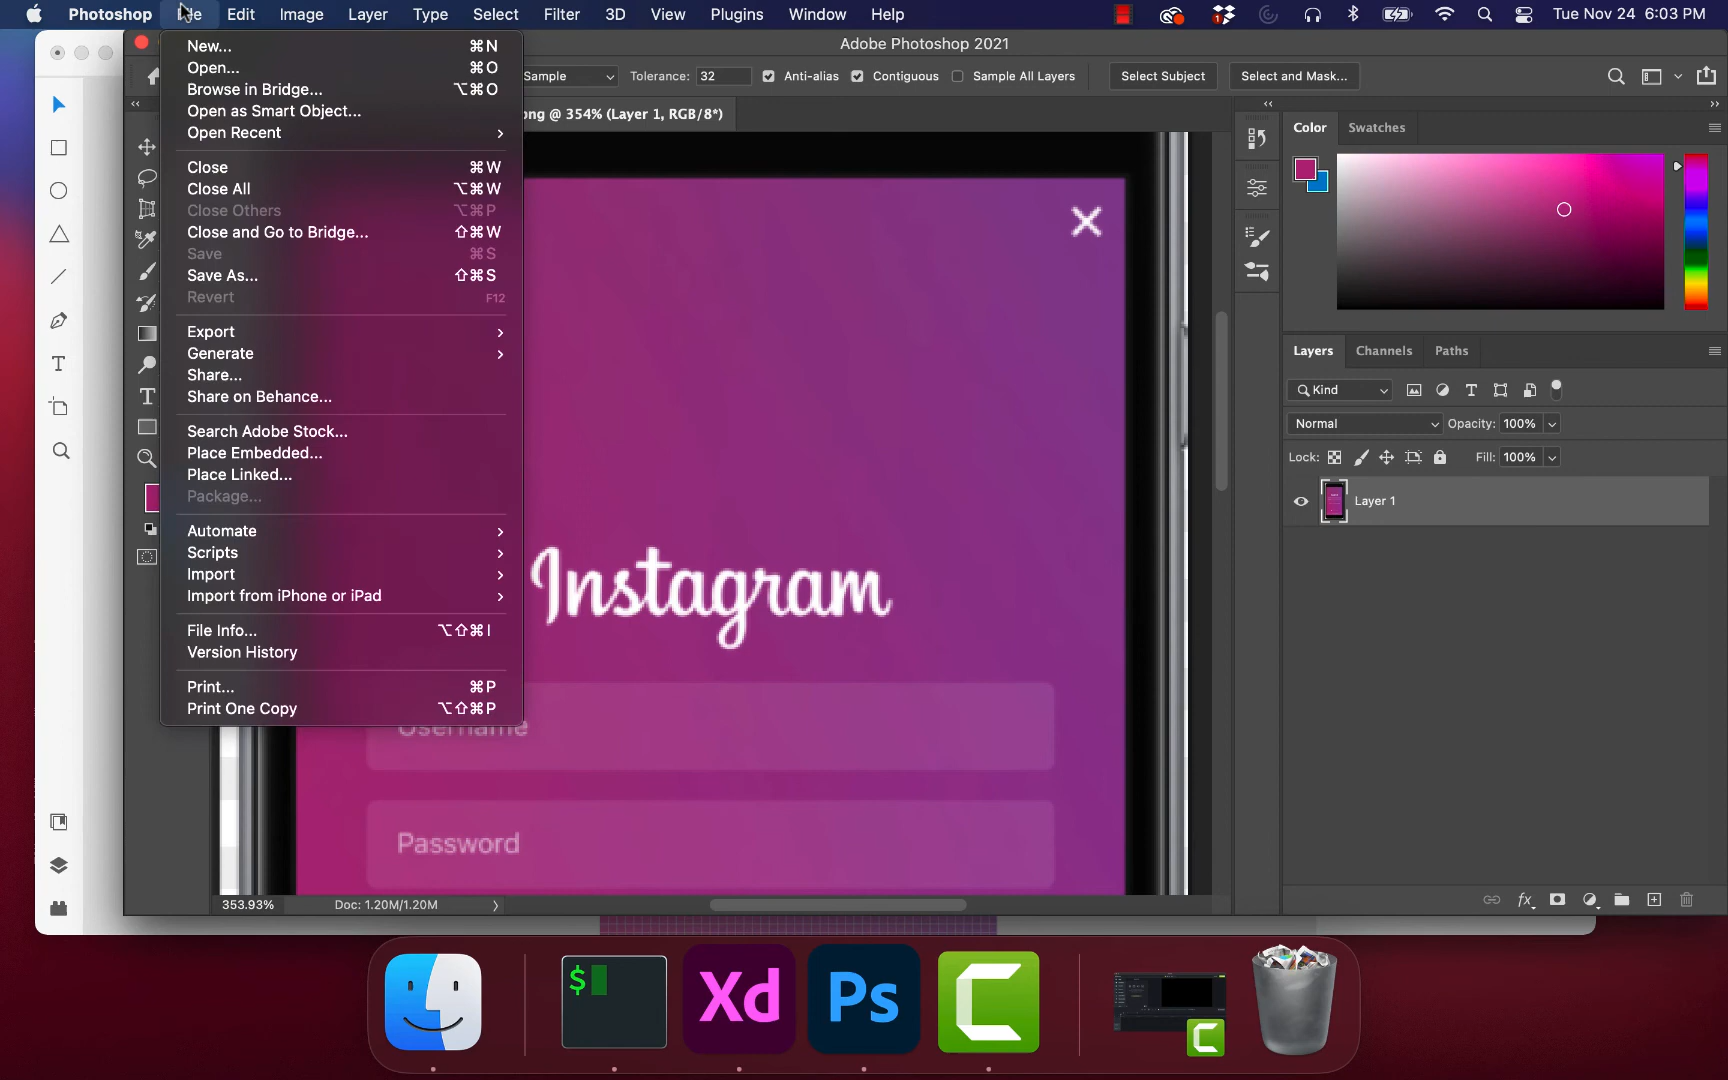 Photoshop File Edit Image Layer Type Select Filter 3D View Plugins Window Help 1 Tue Nov 24 6:03 PM
Adobe Photoshop 2021
Sample Tolerance: 32 Anti-alias Contiguous Sample All Layers Select Subject Select and Mask...
ong @ 354% (Layer 1, RGB/8*)
New... ⌘N
Open... ⌘O
Browse in Bridge... ⌥⌘O
Open as Smart Object...
Open Recent
Close ⌘W
Close All ⌥⌘W
Close Others ⌥⌘P
Close and Go to Bridge... ⇧⌘W
Save ⌘S
Save As... ⇧⌘S
Revert F12
Export
Generate
Share...
Share on Behance...
Search Adobe Stock...
Place Embedded...
Place Linked...
Package...
Automate
Scripts
Import
Import from iPhone or iPad
File Info... ⌥⇧⌘I
Version History
Print... ⌘P
Print One Copy ⌥⇧⌘P
Instagram
Username
Password
353.93% Doc: 1.20M/1.20M
Color Swatches
Layers Channels Paths
Kind
Normal Opacity: 100%
Lock: Fill: 100%
Layer 1
fx
$ Xd Ps